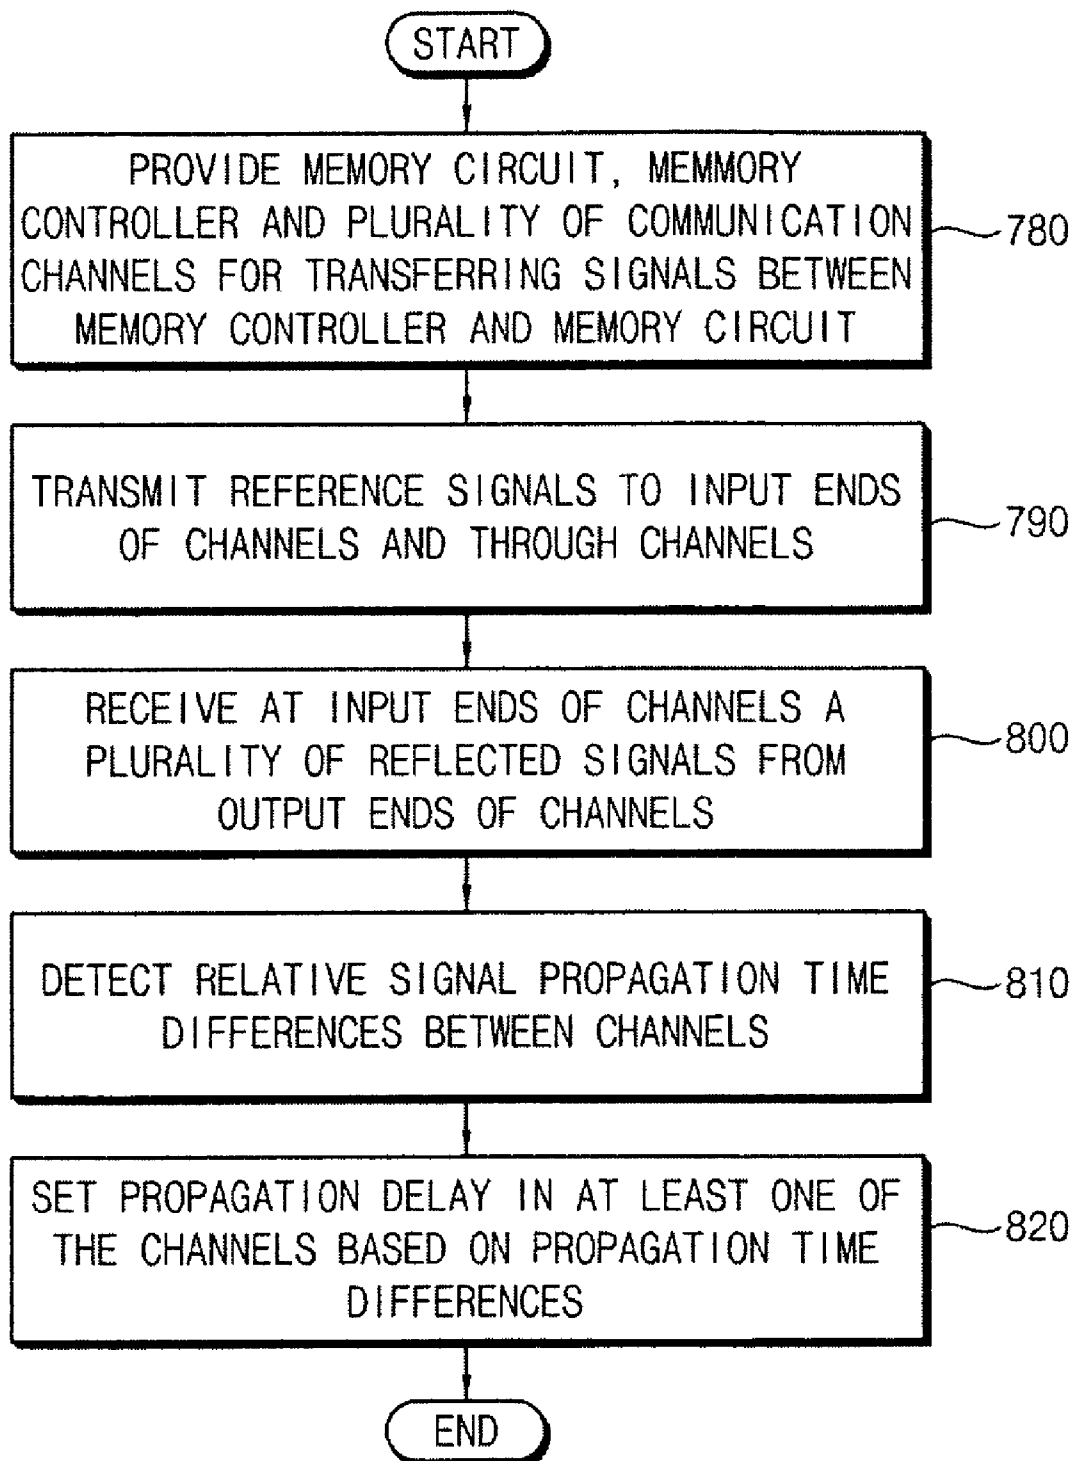 START
PROVIDE MEMORY CIRCUIT, MEMMORY
CONTROLLER AND PLURALITY OF COMMUNICATION
CHANNELS FOR TRANSFERRING SIGNALS BETWEEN
MEMORY CONTROLLER AND MEMORY CIRCUIT
780
TRANSMIT REFERENCE SIGNALS TO INPUT ENDS
OF CHANNELS AND THROUGH CHANNELS
790
RECEIVE AT INPUT ENDS OF CHANNELS A
PLURALITY OF REFLECTED SIGNALS FROM
OUTPUT ENDS OF CHANNELS
800
DETECT RELATIVE SIGNAL PROPAGATION TIME
DIFFERENCES BETWEEN CHANNELS
810
SET PROPAGATION DELAY IN AT LEAST ONE OF
THE CHANNELS BASED ON PROPAGATION TIME
DIFFERENCES
820
END